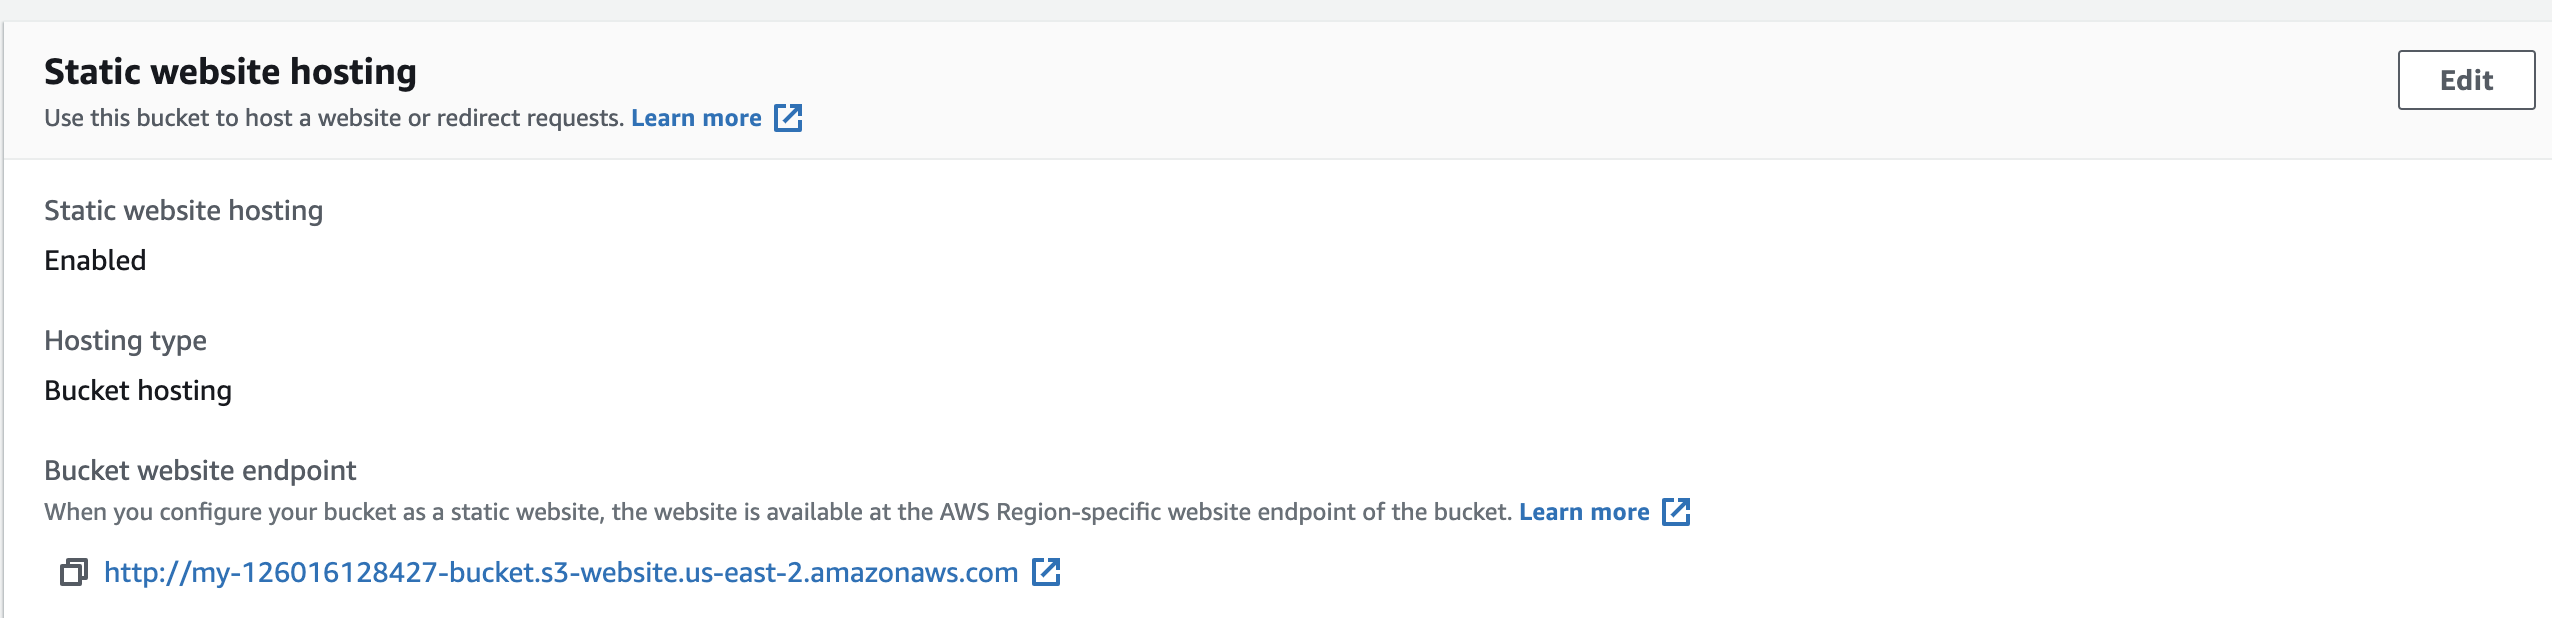 Static website hosting
Edit
Use this bucket to host a website or redirect requests. Learn more
Static website hosting
Enabled
Hosting type
Bucket hosting
Bucket website endpoint
When you configure your bucket as a static website, the website is available at the AWS Region-specific website endpoint of the bucket. Learn more
http://my-126016128427-bucket.s3-website.us-east-2.amazonaws.com